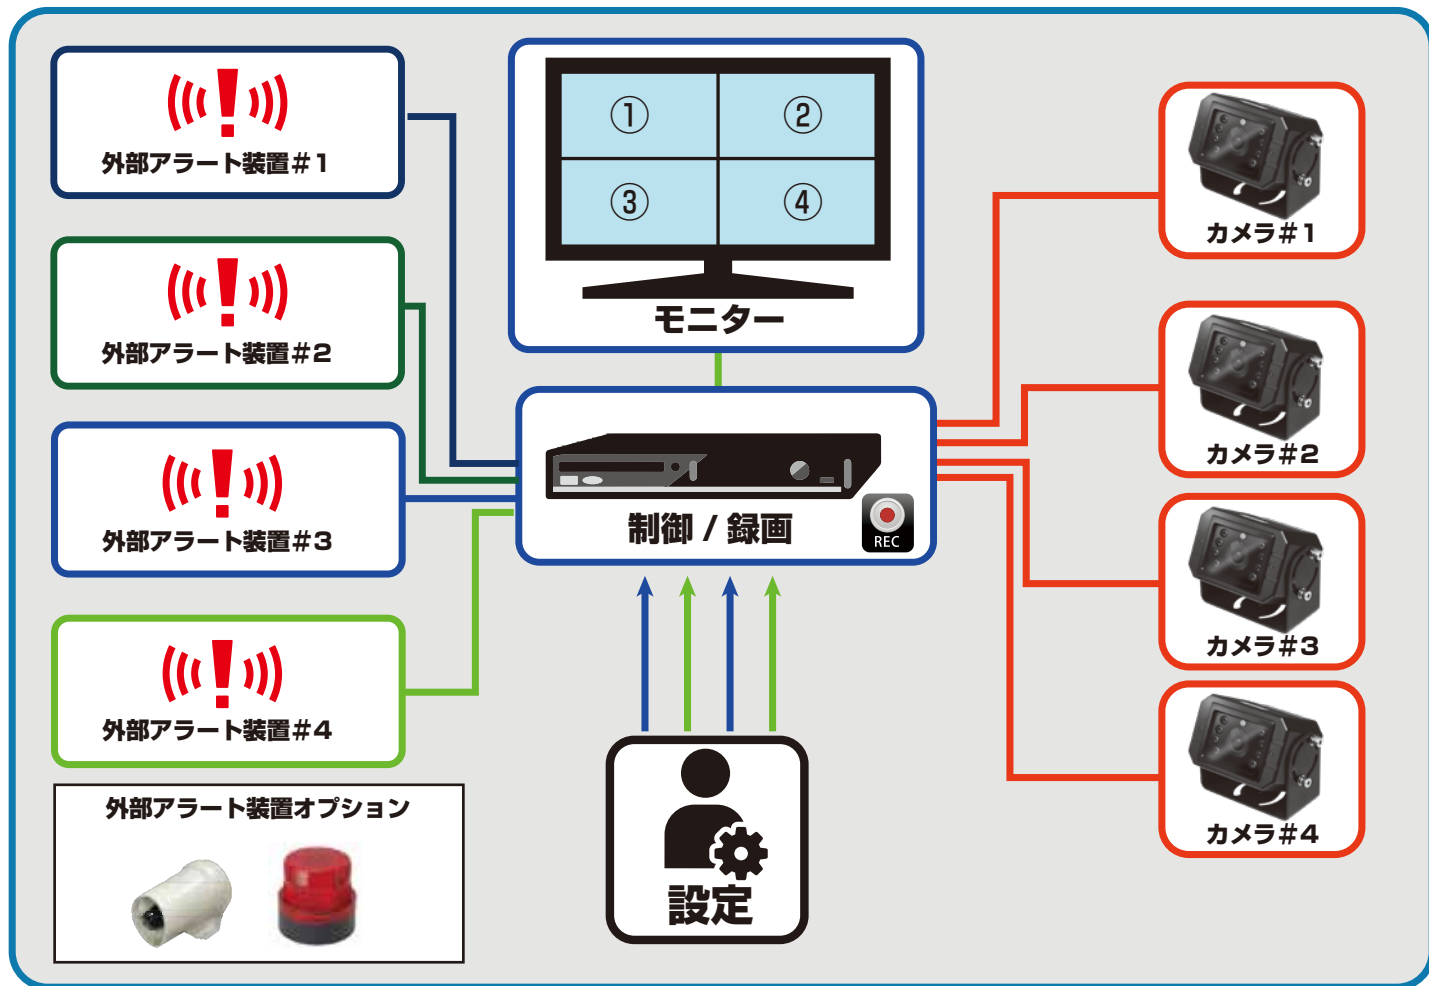 外部アラート装置#1
外部アラート装置#2
外部アラート装置#3
外部アラート装置#4
外部アラート装置オプション
① ②
③ ④
モニター
制御 / 録画
REC
設定
カメラ#1
カメラ#2
カメラ#3
カメラ#4